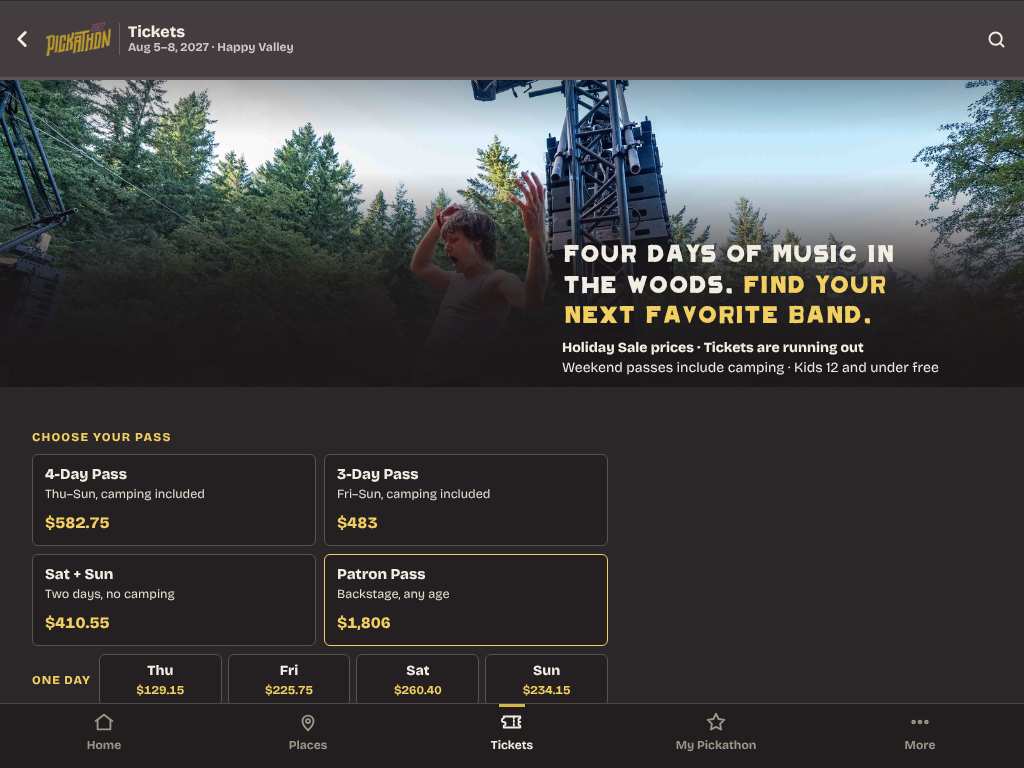 PICKATHON
Tickets
Aug 5–8, 2027 · Happy Valley
FOUR DAYS OF MUSIC IN
THE WOODS. FIND YOUR
NEXT FAVORITE BAND.
Holiday Sale prices · Tickets are running out
Weekend passes include camping · Kids 12 and under free
CHOOSE YOUR PASS
4-Day Pass
Thu–Sun, camping included
$582.75
3-Day Pass
Fri–Sun, camping included
$483
Sat + Sun
Two days, no camping
$410.55
Patron Pass
Backstage, any age
$1,806
ONE DAY
Thu
$129.15
Fri
$225.75
Sat
$260.40
Sun
$234.15
Home
Places
Tickets
My Pickathon
More